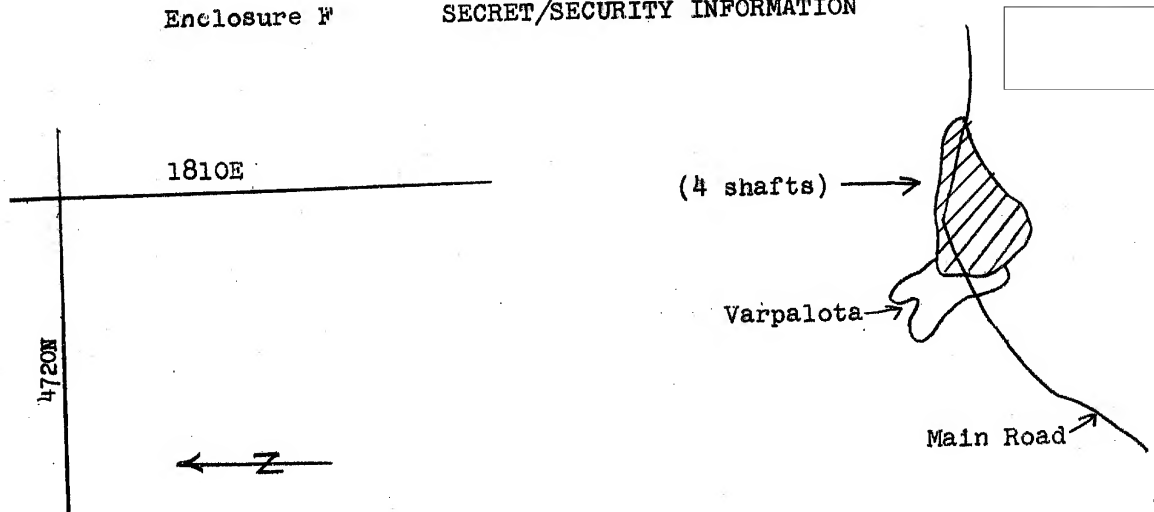 Enclosure F SECRET/SECURITY INFORMATION
1810E
(4 shafts)
Varpalota
4720N
Main Road
N